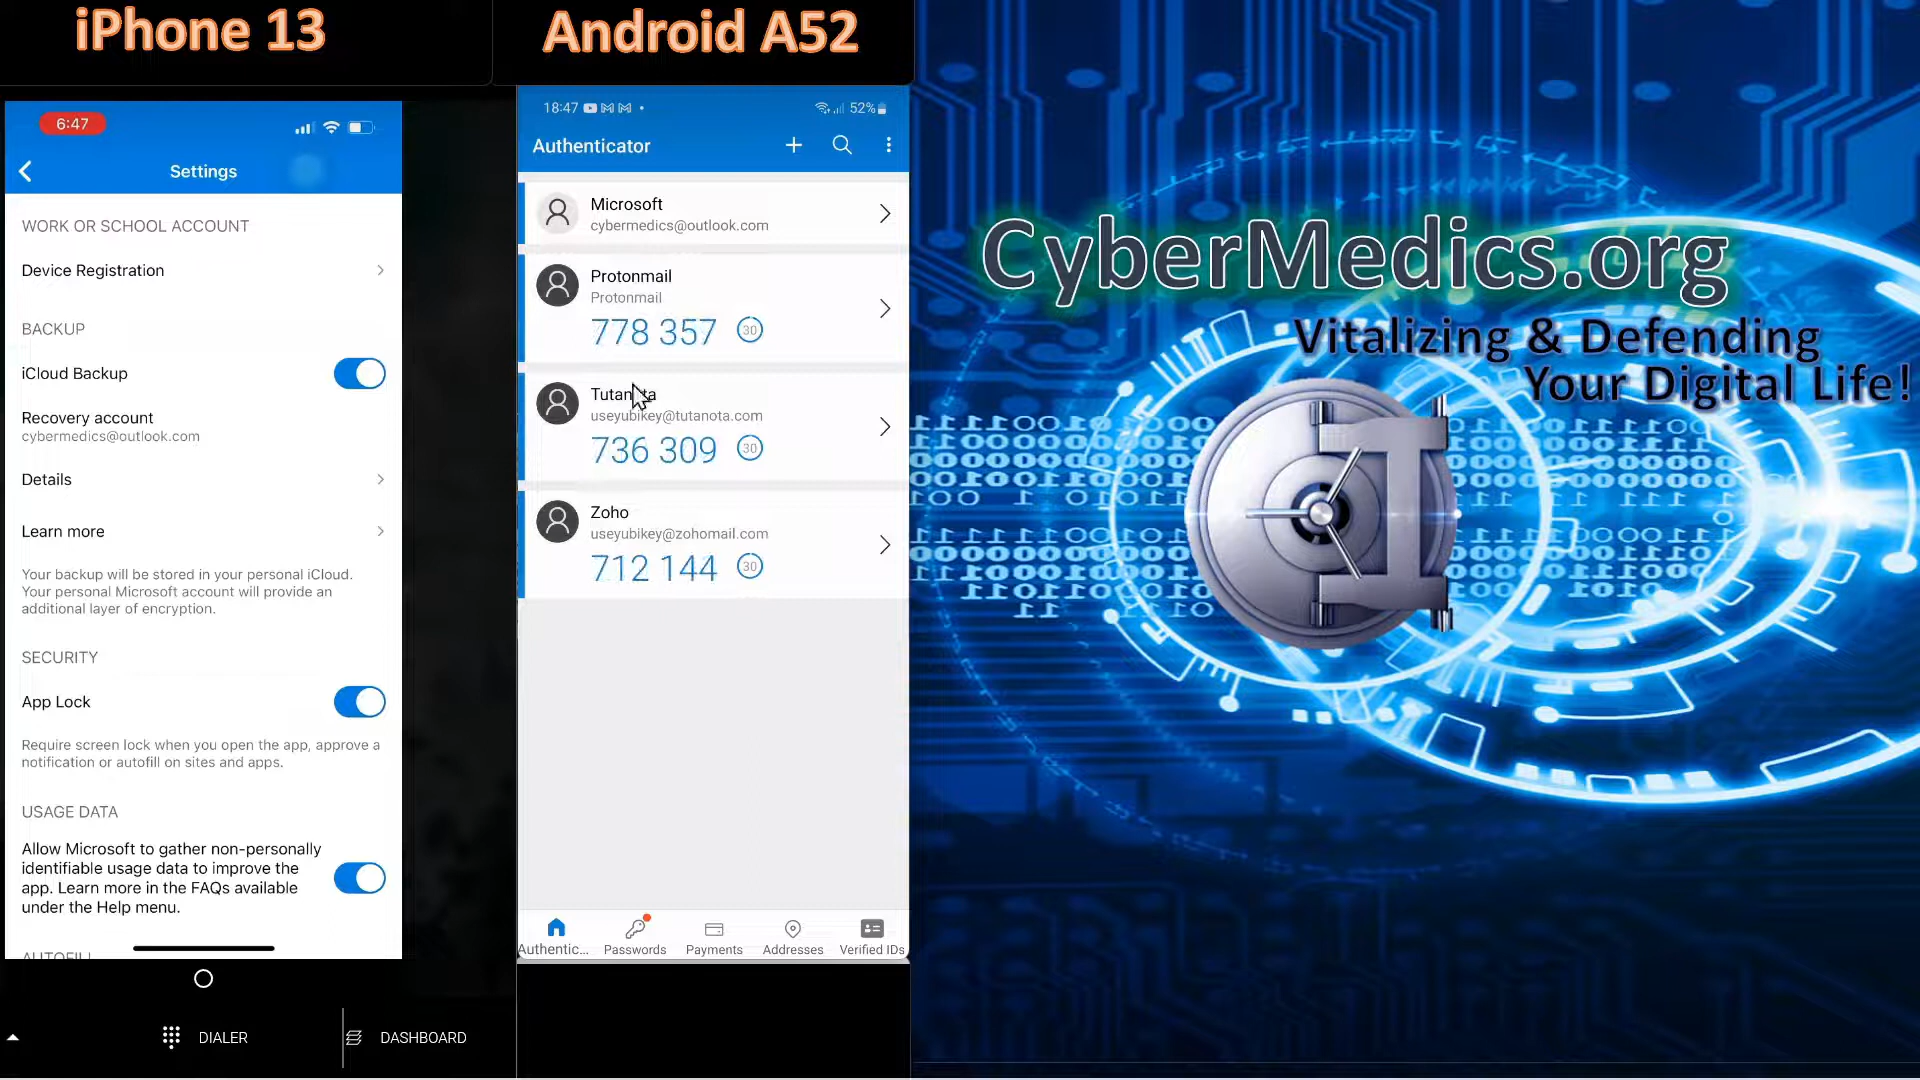 iPhone 13
6:47
Settings
WORK OR SCHOOL ACCOUNT
Device Registration
BACKUP
iCloud Backup
Recovery account
cybermedics@outlook.com
Details
Learn more
Your backup will be stored in your personal iCloud.
Your personal Microsoft account will provide an
additional layer of encryption.
SECURITY
App Lock
Require screen lock when you open the app, approve a
notification or autofill on sites and apps.
USAGE DATA
Allow Microsoft to gather non-personally
identifiable usage data to improve the
app. Learn more in the FAQs available
under the Help menu.
AUTOFILL
DIALER
DASHBOARD
Android A52
18:47
52%
Authenticator
Microsoft
cybermedics@outlook.com
Protonmail
Protonmail
778 357
30
Tutanota
useyubikey@tutanota.com
736 309
30
Zoho
useyubikey@zohomail.com
712 144
30
Authentic...
Passwords
Payments
Addresses
Verified IDs
CyberMedics.org
Vitalizing & Defending
Your Digital Life!